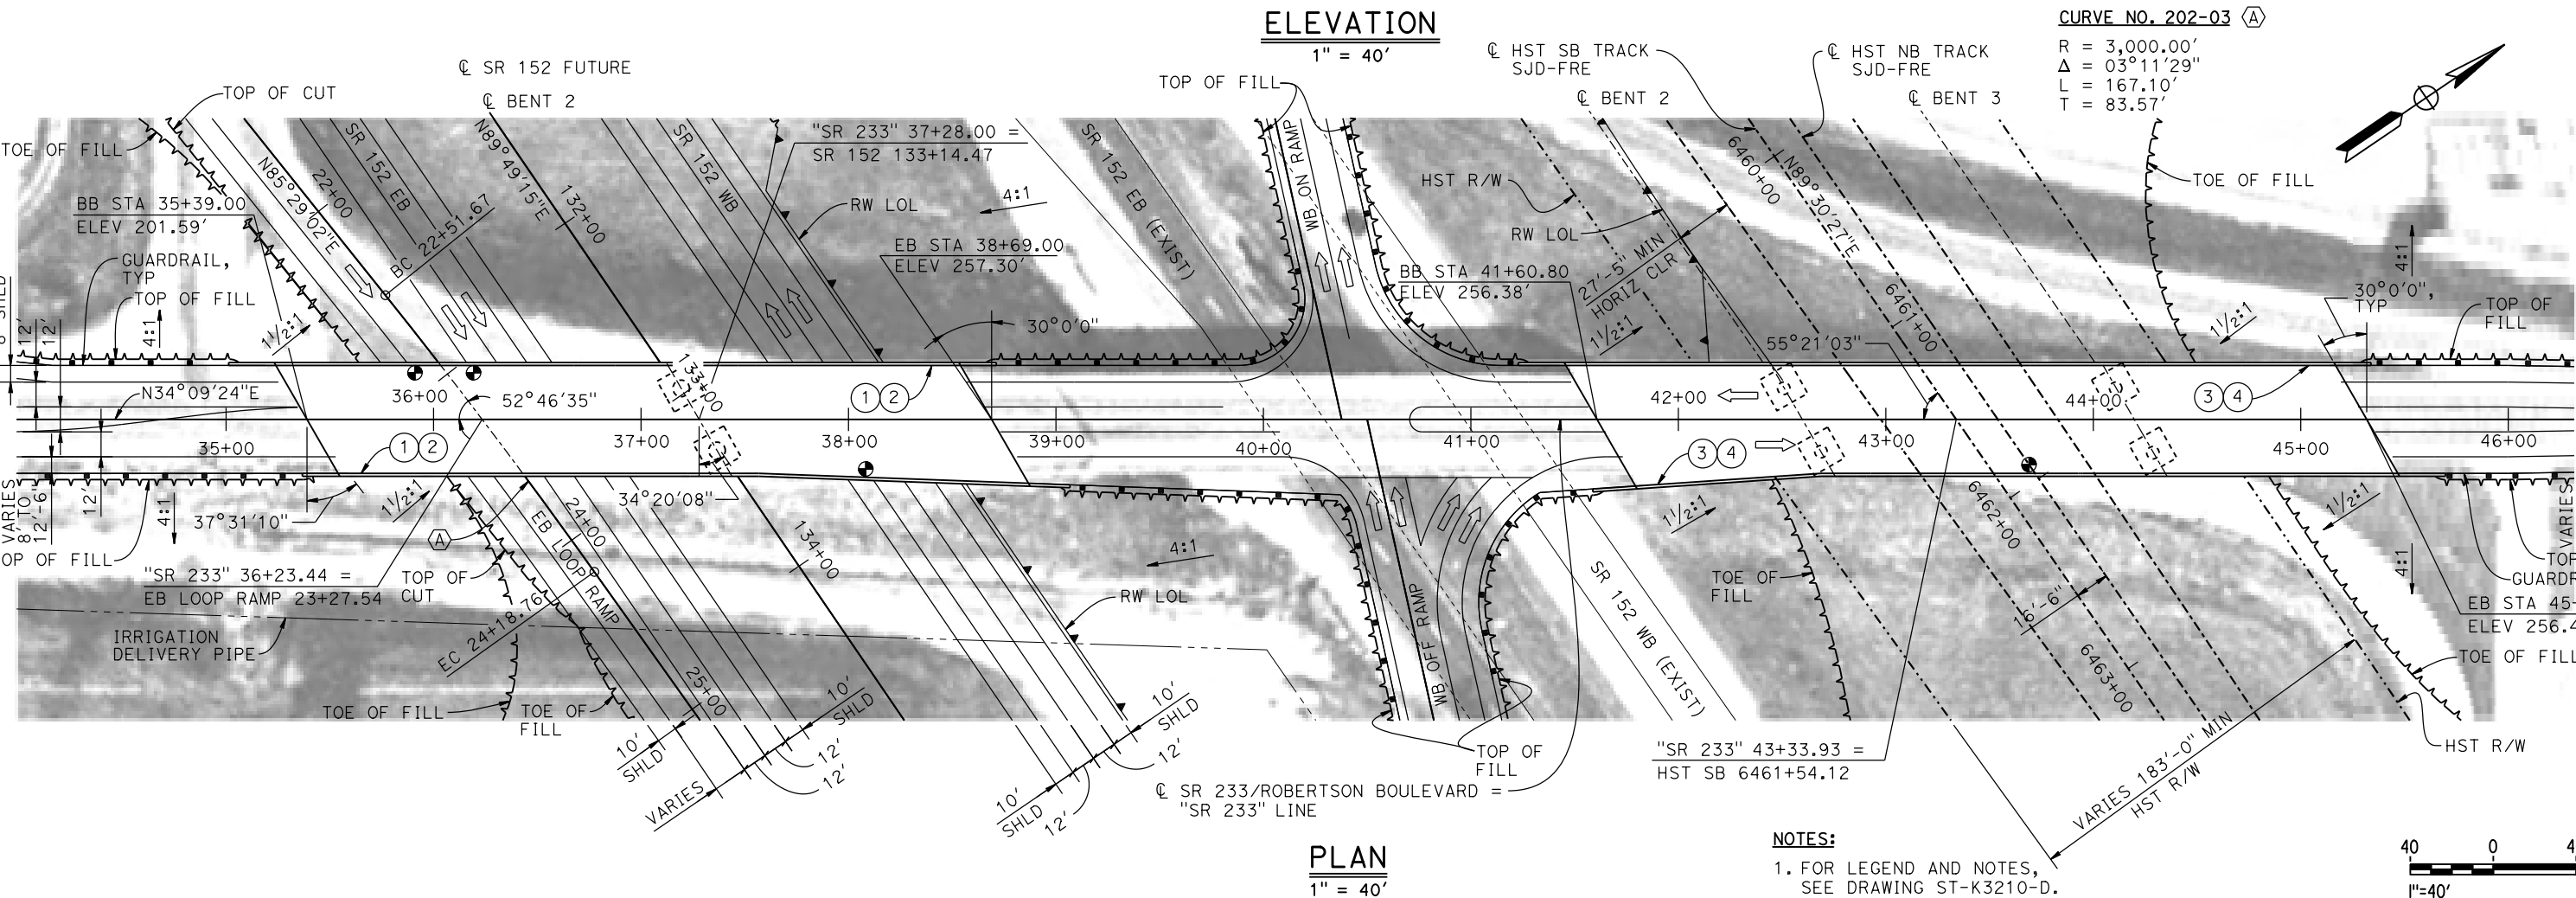 ELEVATION
1" = 40'
CURVE NO. 202-03 A
R = 3,000.00'
Δ = 03°11'29"
L = 167.10'
T = 83.57'
℄ SR 152 FUTURE
℄ BENT 2
TOP OF CUT
TOE OF FILL
N85°29'02"E
22+00
SR 152 EB
N89°49'15"E
132+00
SR 152 WB
"SR 233" 37+28.00 =
SR 152 133+14.47
RW LOL
4:1
EB STA 38+69.00
ELEV 257.30'
SR 152 EB (EXIST)
TOP OF FILL
WB ON RAMP
℄ HST SB TRACK
SJD-FRE
℄ BENT 2
℄ HST NB TRACK
SJD-FRE
℄ BENT 3
HST R/W
RW LOL
27'-5" MIN
HORIZ CLR
6460+00
N89°30'27"E
6461+00
BB STA 41+60.80
ELEV 256.38'
1½:1
55°21'03"
TOE OF FILL
4:1
30°0'0",
TYP
TOP OF
FILL
1½:1
BB STA 35+39.00
ELEV 201.59'
GUARDRAIL,
TYP
TOP OF FILL
BC 22+51.67
4:1
1½:1
SHLD
12'
12'
30°0'0"
N34°09'24"E
36+00
52°46'35"
133+00
1 2
42+00
44+00
3 4
35+00
1 2
37+00
38+00
39+00
40+00
41+00
3 4
43+00
45+00
46+00
VARIES
8' TO
12'-6"
12'
4:1
37°31'10"
1½:1
34°20'08"
A
24+00
EB LOOP RAMP
134+00
4:1
RW LOL
OP OF FILL
"SR 233" 36+23.44 =
EB LOOP RAMP 23+27.54
TOP OF
CUT
EC 24+18.76
IRRIGATION
DELIVERY PIPE
25+00
TOE OF FILL
TOE OF
FILL
10'
SHLD
VARIES
10'
SHLD
12'
12'
10'
SHLD
12'
10'
SHLD
12'
WB OFF RAMP
TOP OF
FILL
SR 152 WB (EXIST)
1½:1
TOE OF
FILL
6462+00
16'-6"
6463+00
1½:1
4:1
VARIES
TOP
GUARDR
EB STA 45+
ELEV 256.4
TOE OF FILL
HST R/W
VARIES 183'-0" MIN
HST R/W
"SR 233" 43+33.93 =
HST SB 6461+54.12
℄ SR 233/ROBERTSON BOULEVARD =
"SR 233" LINE
PLAN
1" = 40'
NOTES:
1. FOR LEGEND AND NOTES,
SEE DRAWING ST-K3210-D.
40 0 4
1"=40'